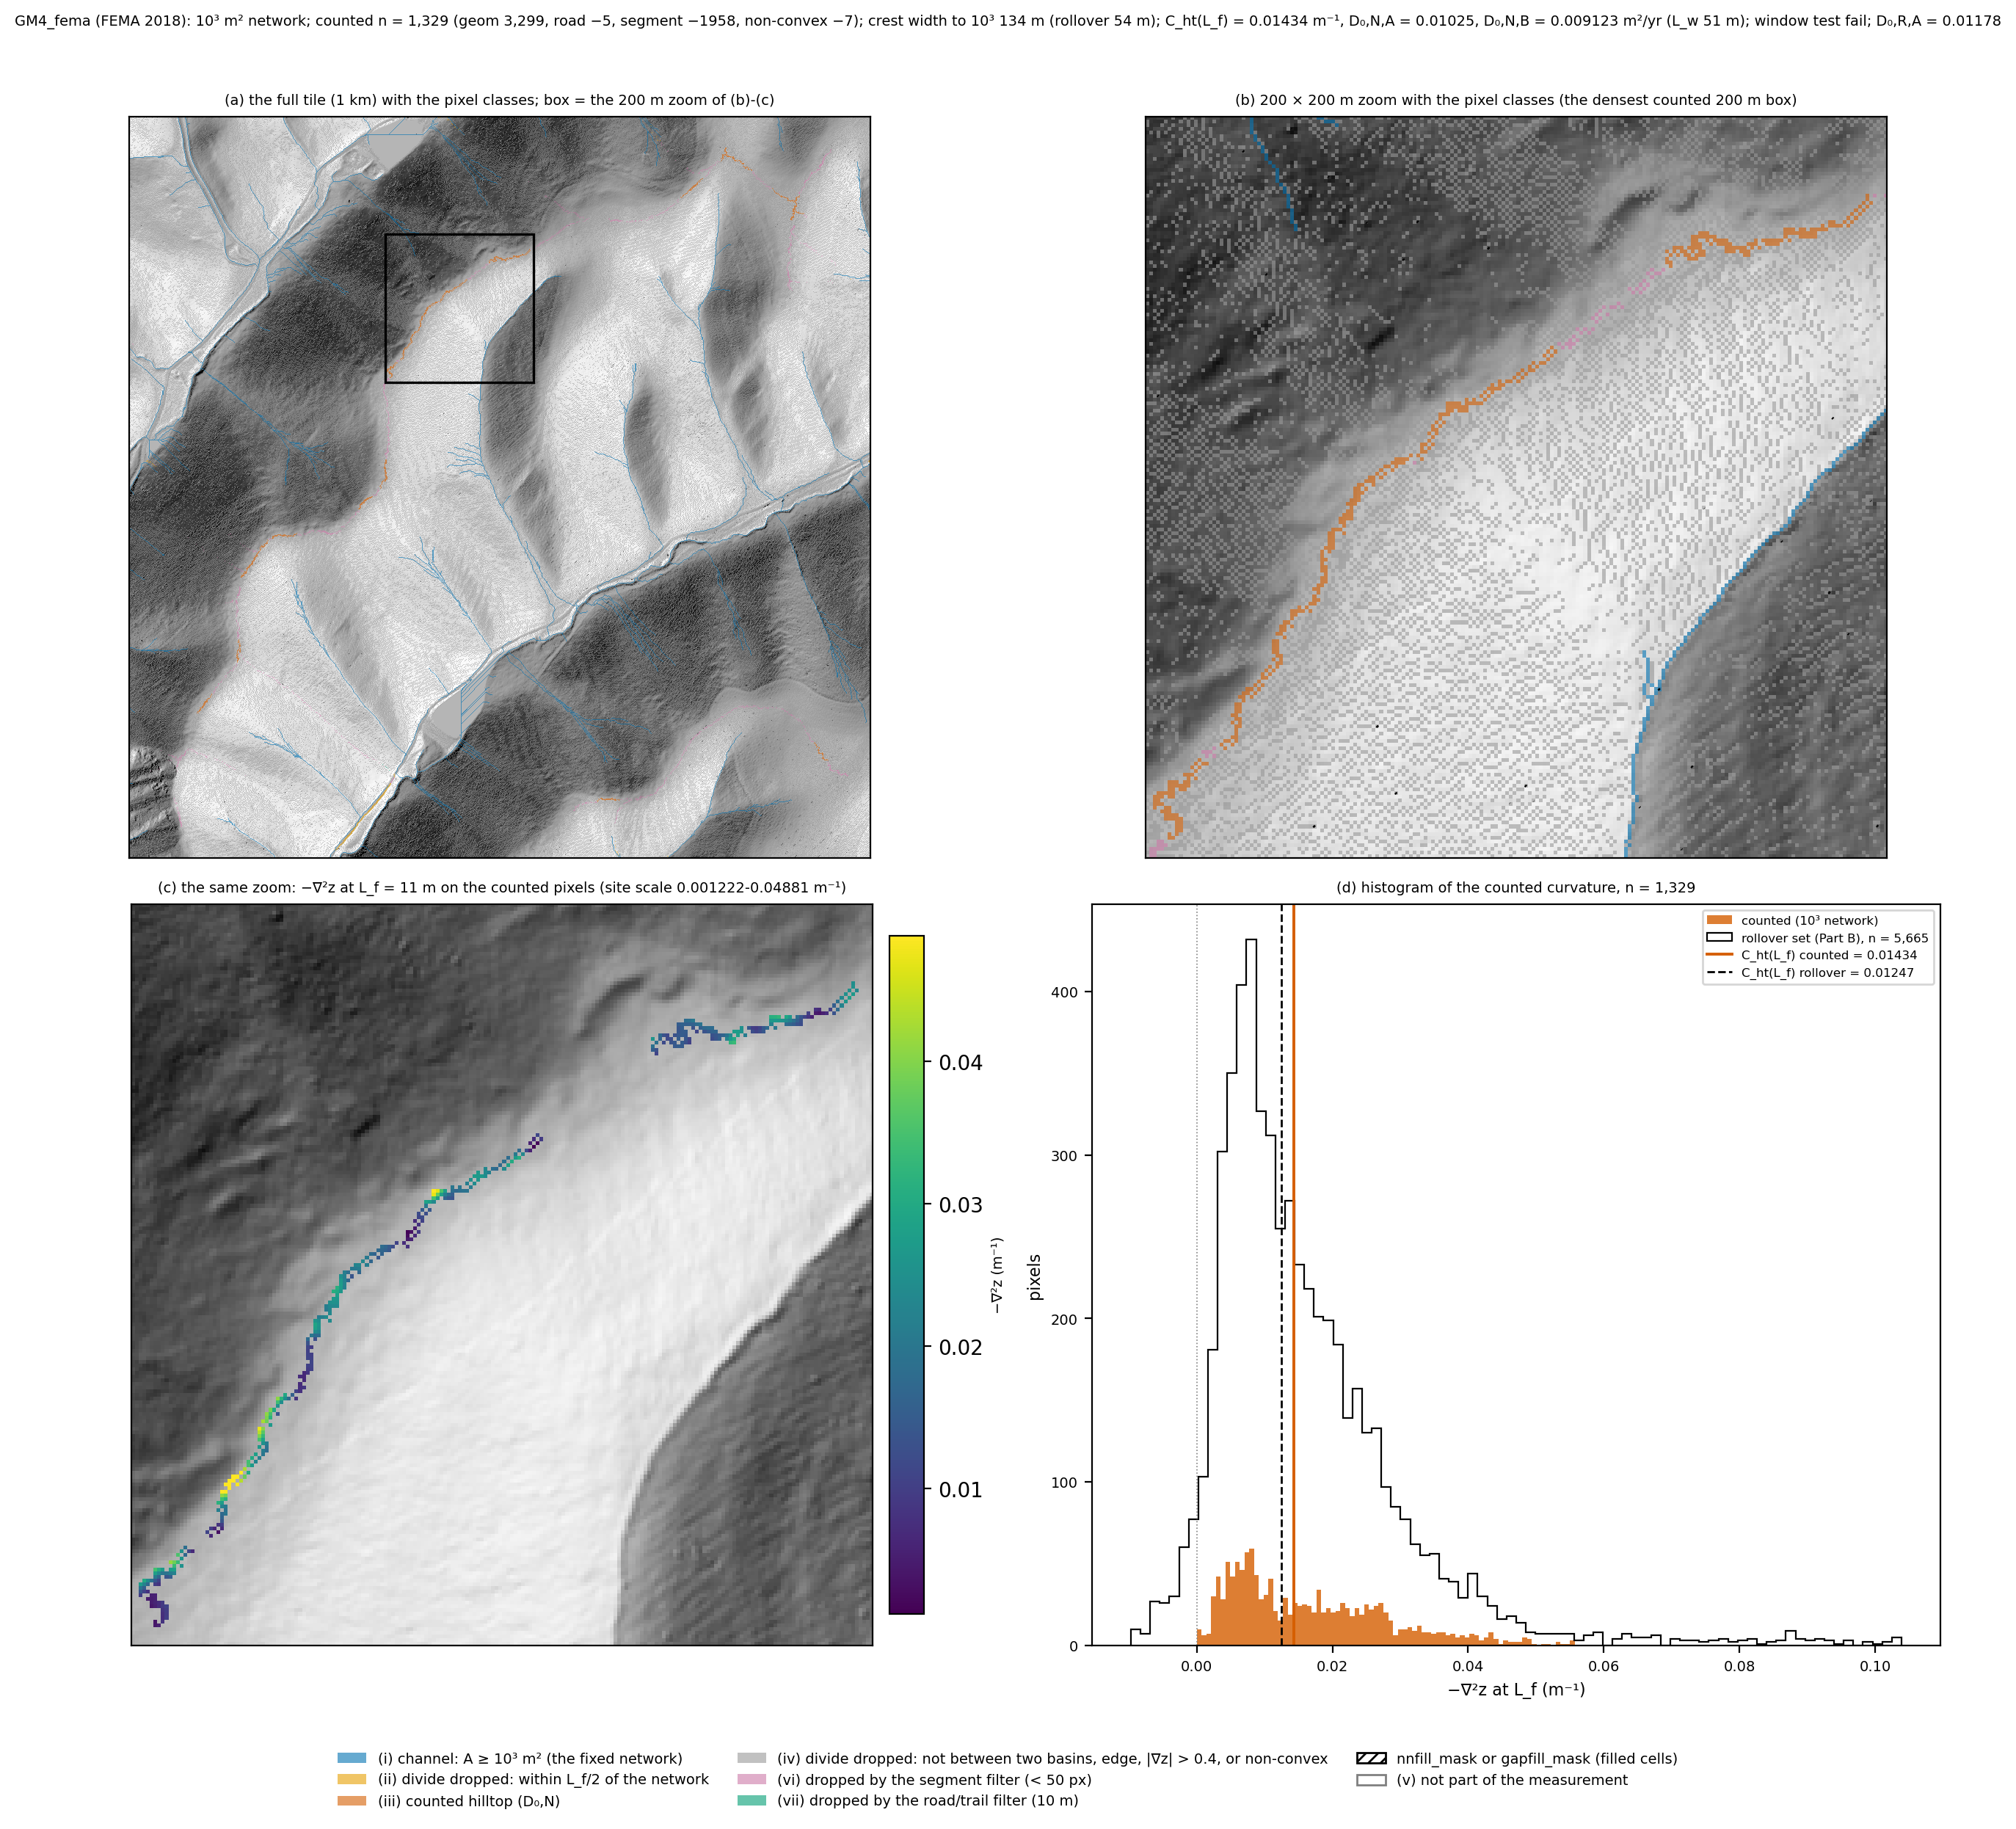 GM4_fema (FEMA 2018): 10³ m² network; counted n = 1,329 (geom 3,299, road −5, segment −1958, non-convex −7); crest width to 10³ 134 m (rollover 54 m); C_ht(L_f) = 0.01434 m⁻¹, D₀,N,A = 0.01025, D₀,N,B = 0.009123 m²/yr (L_w 51 m); window test fail; D₀,R,A = 0.01178
(a) the full tile (1 km) with the pixel classes; box = the 200 m zoom of (b)-(c)
(b) 200 × 200 m zoom with the pixel classes (the densest counted 200 m box)
(c) the same zoom: −∇²z at L_f = 11 m on the counted pixels (site scale 0.001222-0.04881 m⁻¹)
0.04
0.03
0.02
0.01
−∇²z (m⁻¹)
(d) histogram of the counted curvature, n = 1,329
counted (10³ network)
rollover set (Part B), n = 5,665
C_ht(L_f) counted = 0.01434
C_ht(L_f) rollover = 0.01247
400
300
200
100
0
pixels
0.00
0.02
0.04
0.06
0.08
0.10
−∇²z at L_f (m⁻¹)
(i) channel: A ≥ 10³ m² (the fixed network)
(ii) divide dropped: within L_f/2 of the network
(iii) counted hilltop (D₀,N)
(iv) divide dropped: not between two basins, edge, |∇z| > 0.4, or non-convex
(vi) dropped by the segment filter (< 50 px)
(vii) dropped by the road/trail filter (10 m)
nnfill_mask or gapfill_mask (filled cells)
(v) not part of the measurement